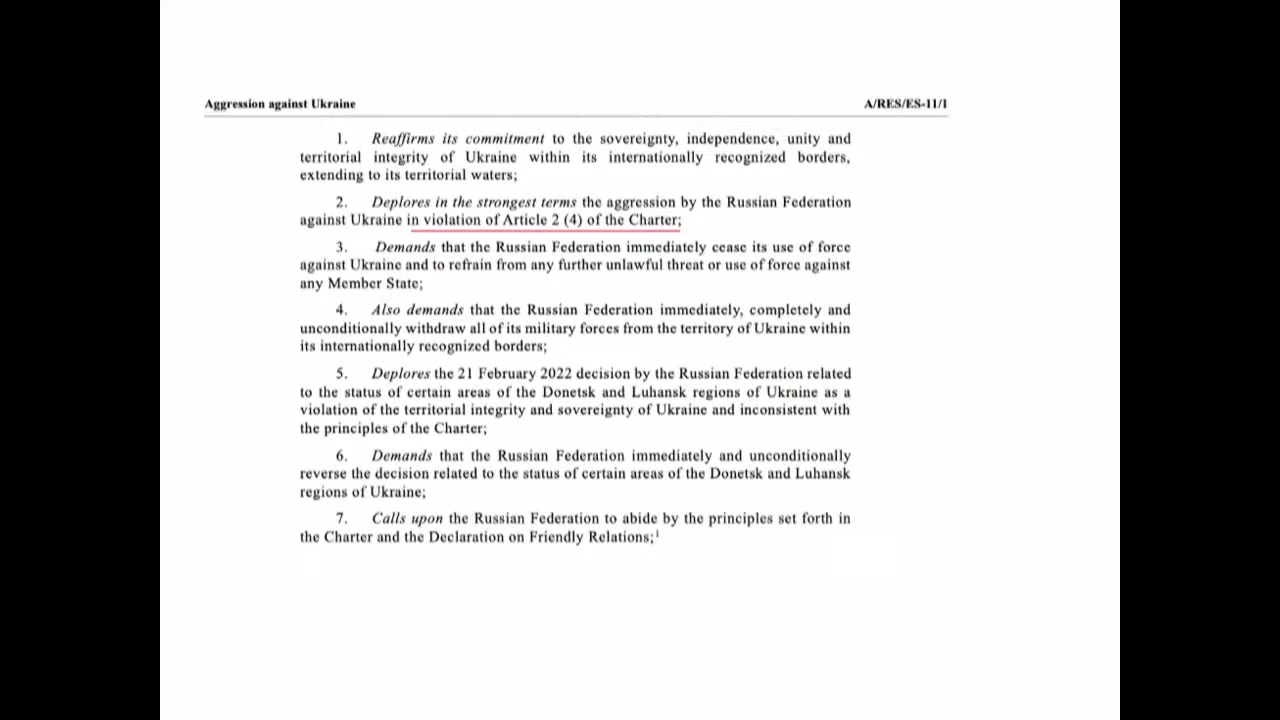 Aggression against Ukraine A/RES/ES-11/1
1. Reaffirms its commitment to the sovereignty, independence, unity and
territorial integrity of Ukraine within its internationally recognized borders,
extending to its territorial waters;
2. Deplores in the strongest terms the aggression by the Russian Federation
against Ukraine in violation of Article 2 (4) of the Charter;
3. Demands that the Russian Federation immediately cease its use of force
against Ukraine and to refrain from any further unlawful threat or use of force against
any Member State;
4. Also demands that the Russian Federation immediately, completely and
unconditionally withdraw all of its military forces from the territory of Ukraine within
its internationally recognized borders;
5. Deplores the 21 February 2022 decision by the Russian Federation related
to the status of certain areas of the Donetsk and Luhansk regions of Ukraine as a
violation of the territorial integrity and sovereignty of Ukraine and inconsistent with
the principles of the Charter;
6. Demands that the Russian Federation immediately and unconditionally
reverse the decision related to the status of certain areas of the Donetsk and Luhansk
regions of Ukraine;
7. Calls upon the Russian Federation to abide by the principles set forth in
the Charter and the Declaration on Friendly Relations;¹